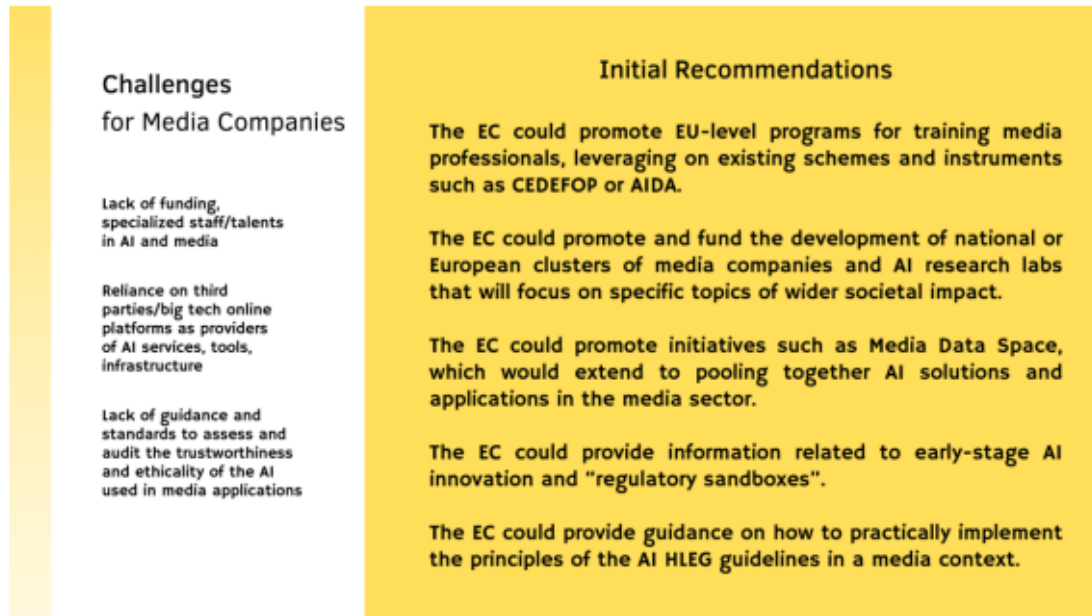 Challenges
for Media Companies
Lack of funding,
specialized staff/talents
in AI and media
Reliance on third
parties/big tech online
platforms as providers
of AI services, tools,
infrastructure
Lack of guidance and
standards to assess and
audit the trustworthiness
and ethicality of the AI
used in media applications
Initial Recommendations
The EC could promote EU-level programs for training media
professionals, leveraging on existing schemes and instruments
such as CEDEFOP or AIDA.
The EC could promote and fund the development of national or
European clusters of media companies and AI research labs
that will focus on specific topics of wider societal impact.
The EC could promote initiatives such as Media Data Space,
which would extend to pooling together AI solutions and
applications in the media sector.
The EC could provide information related to early-stage AI
innovation and "regulatory sandboxes".
The EC could provide guidance on how to practically implement
the principles of the AI HLEG guidelines in a media context.